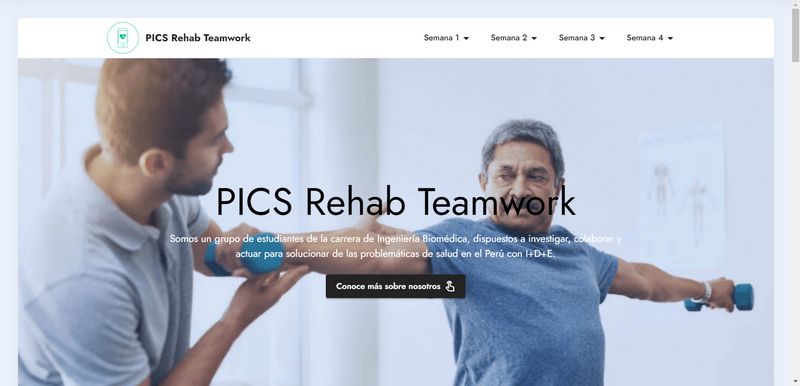 PICS Rehab Teamwork
Semana 1
Semana 2
Semana 3
Semana 4
PICS Rehab Teamwork
Somos un grupo de estudiantes de la carrera de Ingeniería Biomédica, dispuestos a investigar, colaborar y
actuar para solucionar de las problemáticas de salud en el Perú con I+D+E.
Conoce más sobre nosotros